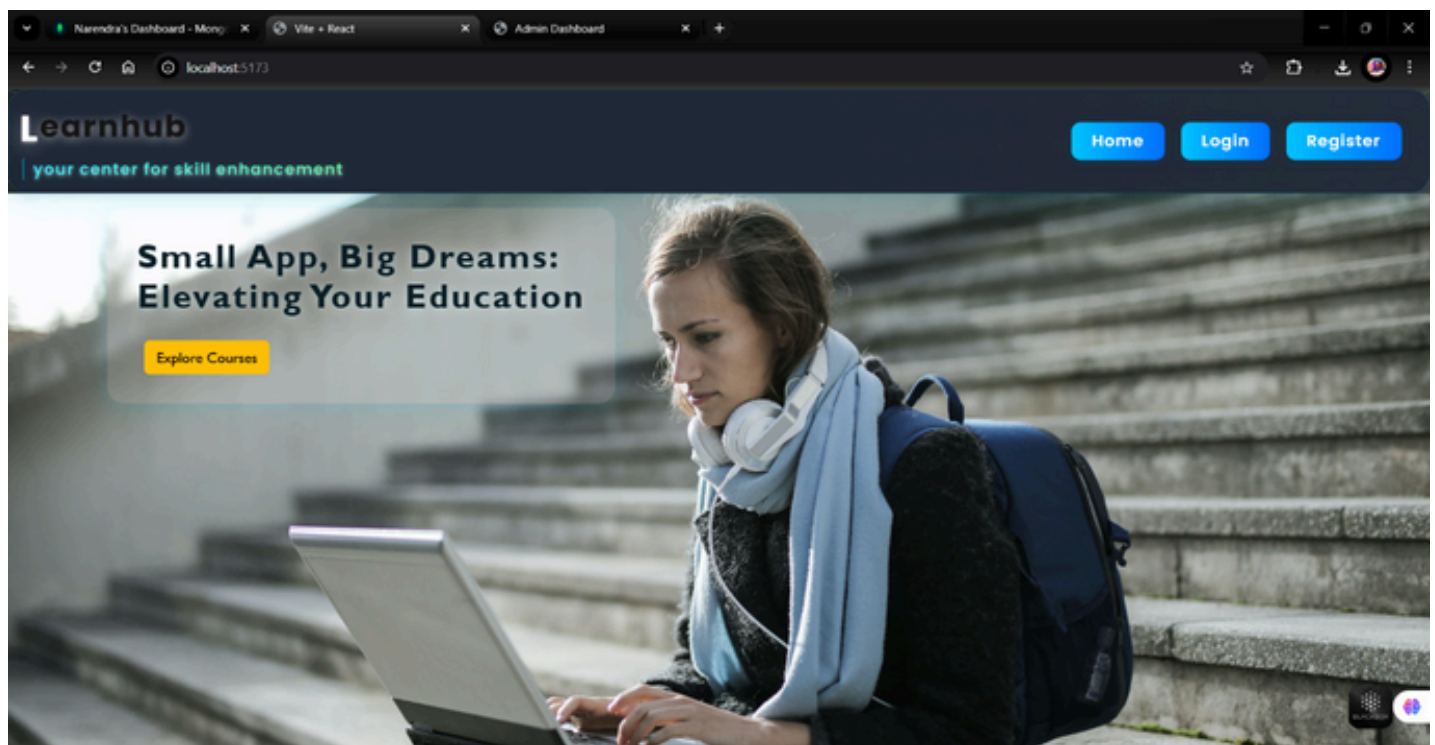 Narendra's Dashboard - Mong
Vite + React
Admin Dashboard
localhost:5173
Learnhub
your center for skill enhancement
Home
Login
Register
Small App, Big Dreams:
Elevating Your Education
Explore Courses